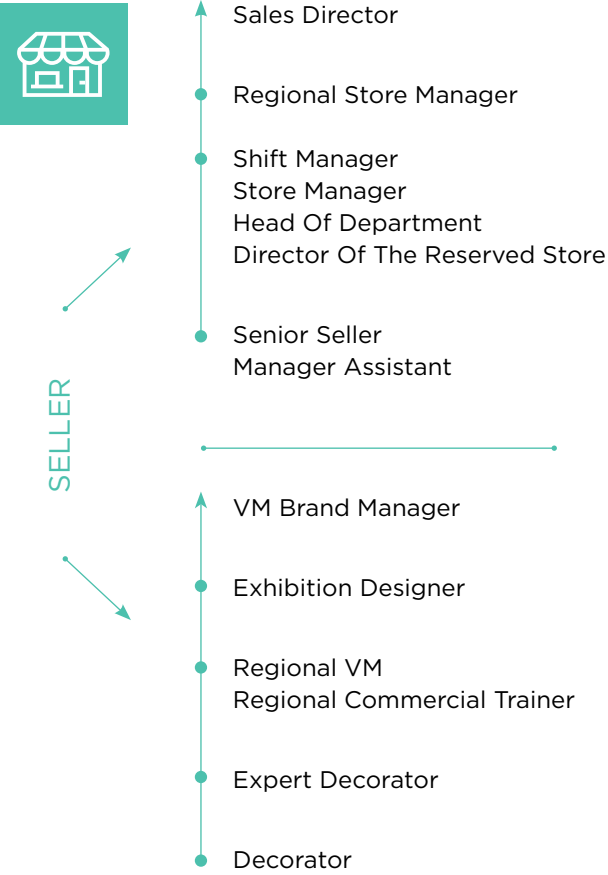 Sales Director
Regional Store Manager
Shift Manager
Store Manager
Head Of Department
Director Of The Reserved Store
Senior Seller
Manager Assistant
SELLER
VM Brand Manager
Exhibition Designer
Regional VM
Regional Commercial Trainer
Expert Decorator
Decorator